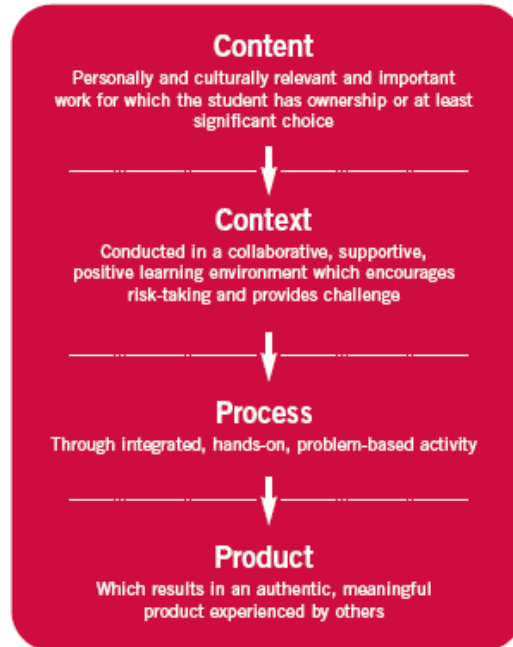 Content
Personally and culturally relevant and important
work for which the student has ownership or at least
significant choice
Context
Conducted in a collaborative, supportive,
positive learning environment which encourages
risk-taking and provides challenge
Process
Through integrated, hands-on, problem-based activity
Product
Which results in an authentic, meaningful
product experienced by others